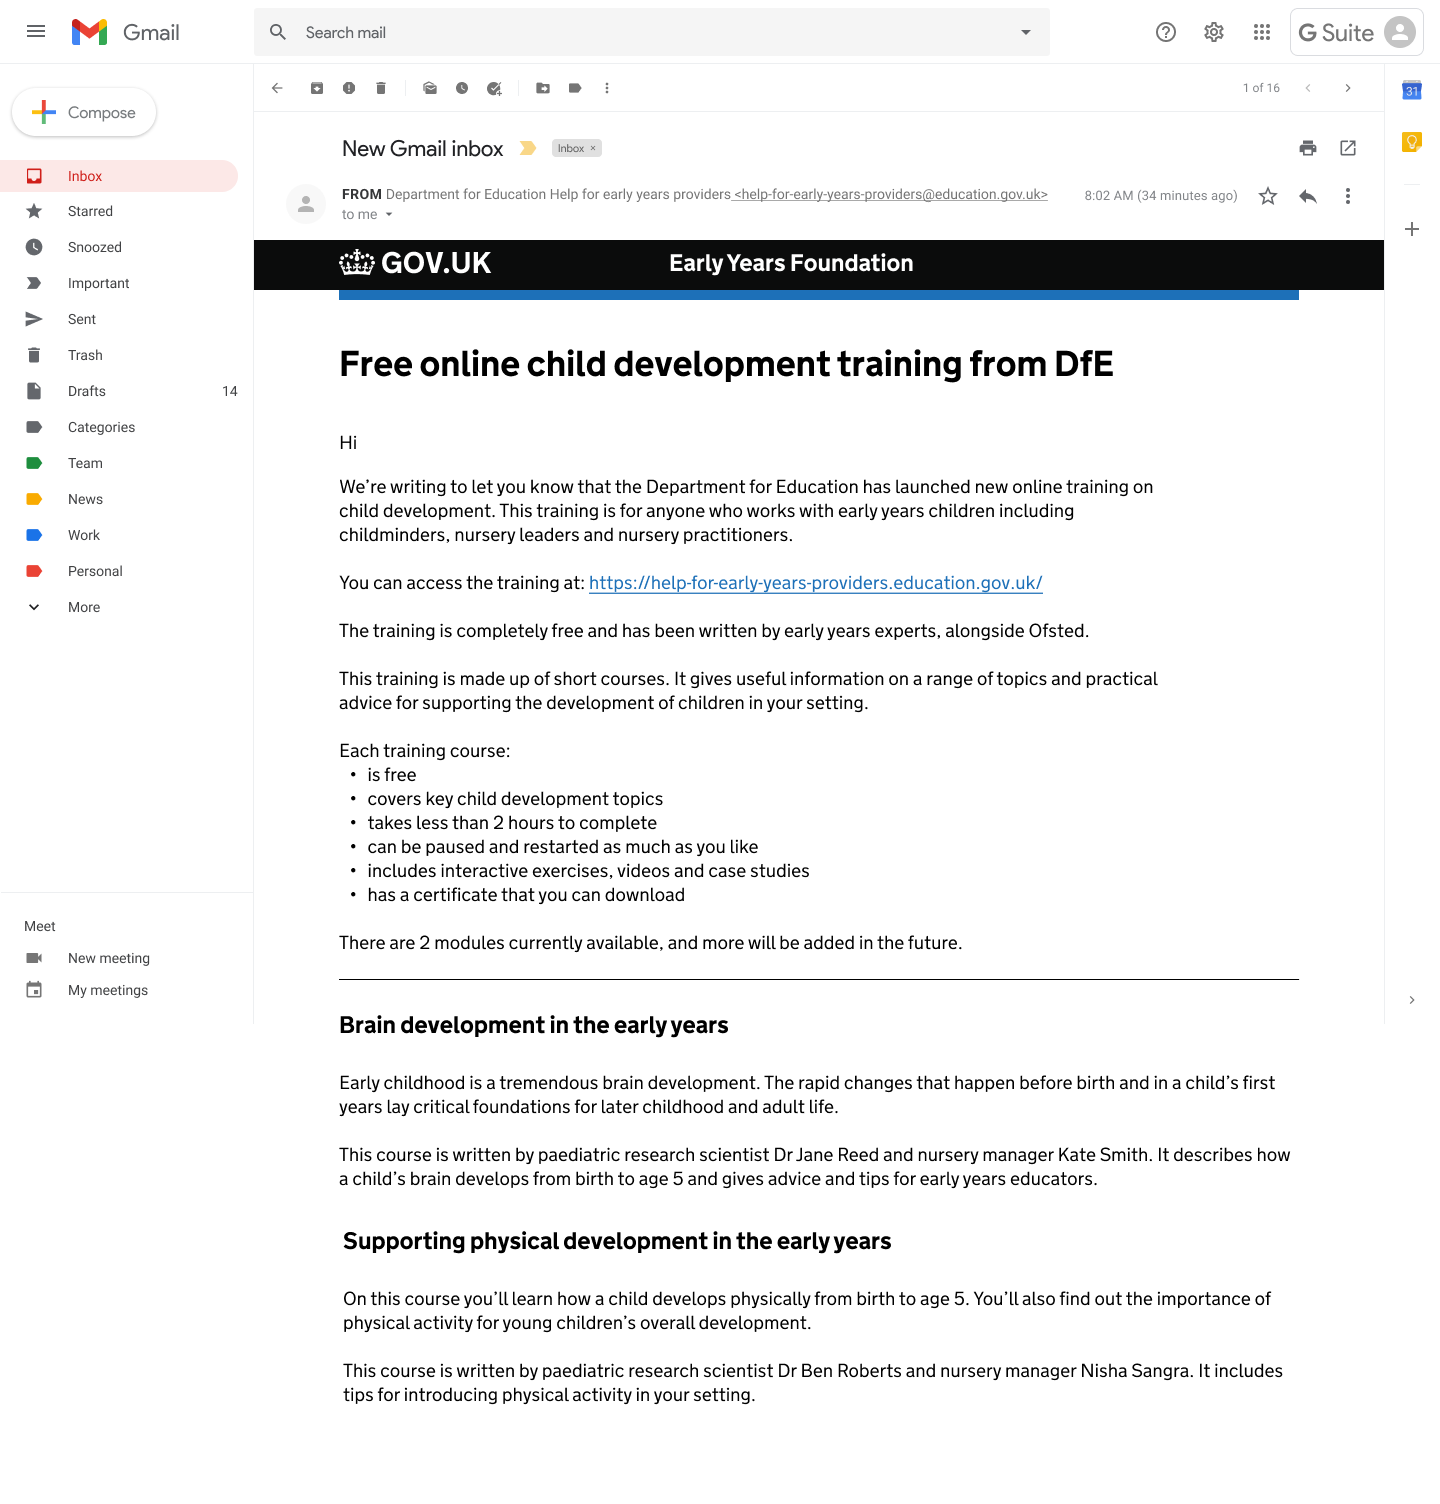 Gmail
Search mail
G Suite
Compose
1 of 16
31
New Gmail inbox
Inbox ×
Inbox
Starred
Snoozed
Important
Sent
Trash
Drafts 14
Categories
Team
News
Work
Personal
More
Meet
New meeting
My meetings
FROM Department for Education Help for early years providers <help-for-early-years-providers@education.gov.uk>
8:02 AM (34 minutes ago)
to me
GOV.UK
Early Years Foundation
Free online child development training from DfE
Hi
We’re writing to let you know that the Department for Education has launched new online training on
child development. This training is for anyone who works with early years children including
childminders, nursery leaders and nursery practitioners.
You can access the training at: https://help-for-early-years-providers.education.gov.uk/
The training is completely free and has been written by early years experts, alongside Ofsted.
This training is made up of short courses. It gives useful information on a range of topics and practical
advice for supporting the development of children in your setting.
Each training course:
• is free
• covers key child development topics
• takes less than 2 hours to complete
• can be paused and restarted as much as you like
• includes interactive exercises, videos and case studies
• has a certificate that you can download
There are 2 modules currently available, and more will be added in the future.
Brain development in the early years
Early childhood is a tremendous brain development. The rapid changes that happen before birth and in a child’s first
years lay critical foundations for later childhood and adult life.
This course is written by paediatric research scientist Dr Jane Reed and nursery manager Kate Smith. It describes how
a child’s brain develops from birth to age 5 and gives advice and tips for early years educators.
Supporting physical development in the early years
On this course you’ll learn how a child develops physically from birth to age 5. You’ll also find out the importance of
physical activity for young children’s overall development.
This course is written by paediatric research scientist Dr Ben Roberts and nursery manager Nisha Sangra. It includes
tips for introducing physical activity in your setting.